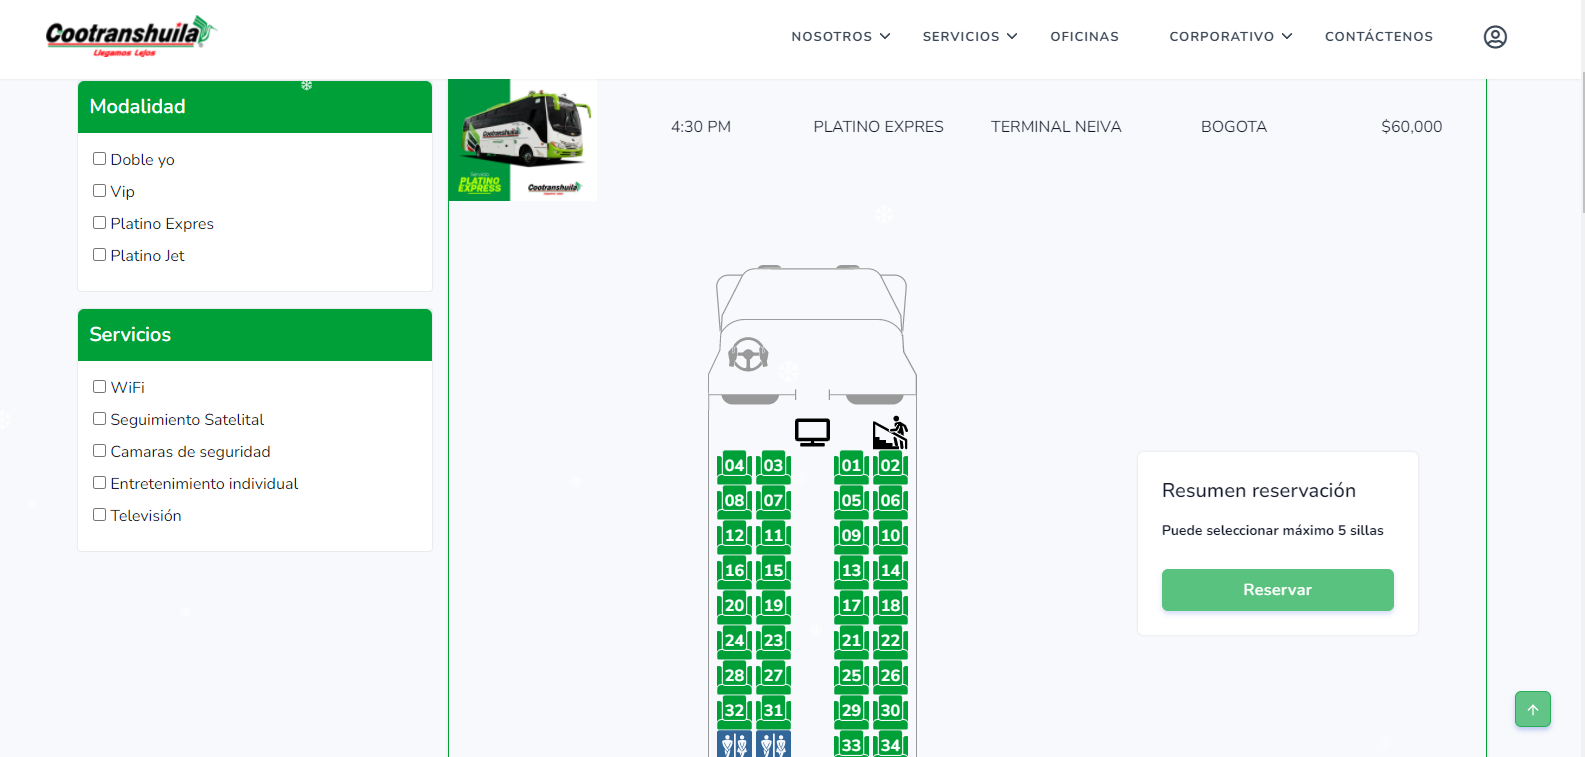 Cootranshuila
Llegamos Lejos
NOSOTROS SERVICIOS OFICINAS CORPORATIVO CONTÁCTENOS
Modalidad
Doble yo
Vip
Platino Expres
Platino Jet
Servicios
WiFi
Seguimiento Satelital
Camaras de seguridad
Entretenimiento individual
Televisión
Cootranshuila
Servicio
PLATINO
EXPRESS
Cootranshuila
4:30 PM PLATINO EXPRES TERMINAL NEIVA BOGOTA $60,000
04 03 01 02
08 07 05 06
12 11 09 10
16 15 13 14
20 19 17 18
24 23 21 22
28 27 25 26
32 31 29 30
33 34
Resumen reservación
Puede seleccionar máximo 5 sillas
Reservar